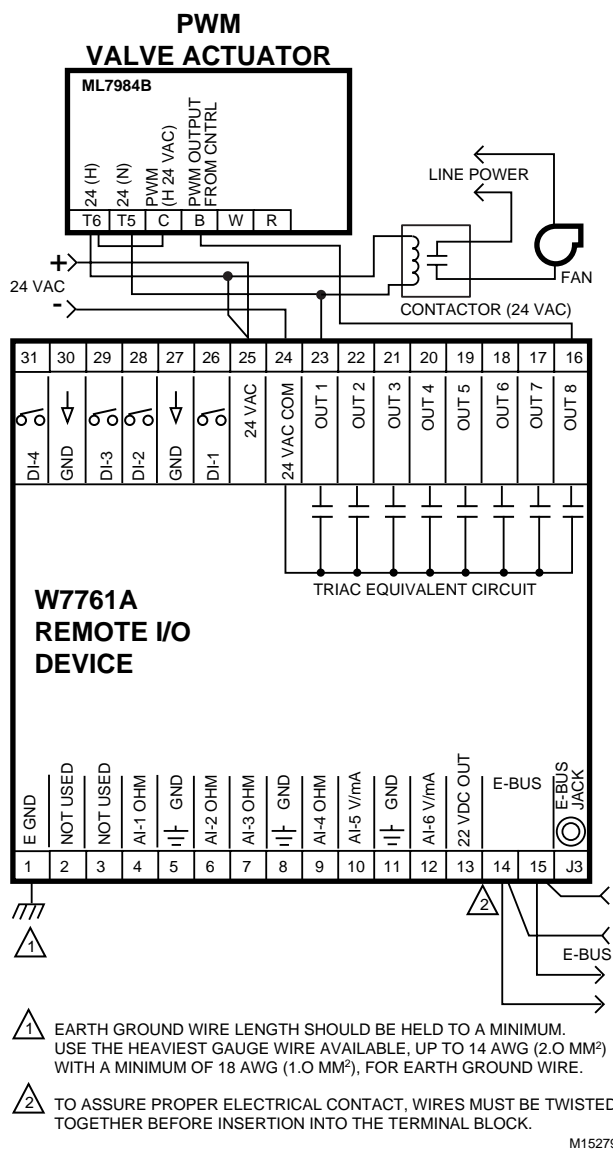 PWM
VALVE ACTUATOR
ML7984B
24 (H)
24 (N)
PWM
(H 24 VAC)
PWM OUTPUT
FROM CNTRL
T6 T5 C B W R
LINE POWER
FAN
CONTACTOR (24 VAC)
+
24 VAC
-
31 30 29 28 27 26 25 24 23 22 21 20 19 18 17 16
DI-4
GND
DI-3
DI-2
GND
DI-1
24 VAC
24 VAC COM
OUT 1
OUT 2
OUT 3
OUT 4
OUT 5
OUT 6
OUT 7
OUT 8
TRIAC EQUIVALENT CIRCUIT
W7761A
REMOTE I/O
DEVICE
E GND
NOT USED
NOT USED
AI-1 OHM
GND
AI-2 OHM
AI-3 OHM
GND
AI-4 OHM
AI-5 V/mA
GND
AI-6 V/mA
22 VDC OUT
E-BUS
E-BUS
JACK
1 2 3 4 5 6 7 8 9 10 11 12 13 14 15 J3
1
2
E-BUS
1 EARTH GROUND WIRE LENGTH SHOULD BE HELD TO A MINIMUM.
USE THE HEAVIEST GAUGE WIRE AVAILABLE, UP TO 14 AWG (2.O MM²)
WITH A MINIMUM OF 18 AWG (1.O MM²), FOR EARTH GROUND WIRE.
2 TO ASSURE PROPER ELECTRICAL CONTACT, WIRES MUST BE TWISTED
TOGETHER BEFORE INSERTION INTO THE TERMINAL BLOCK.
M15279